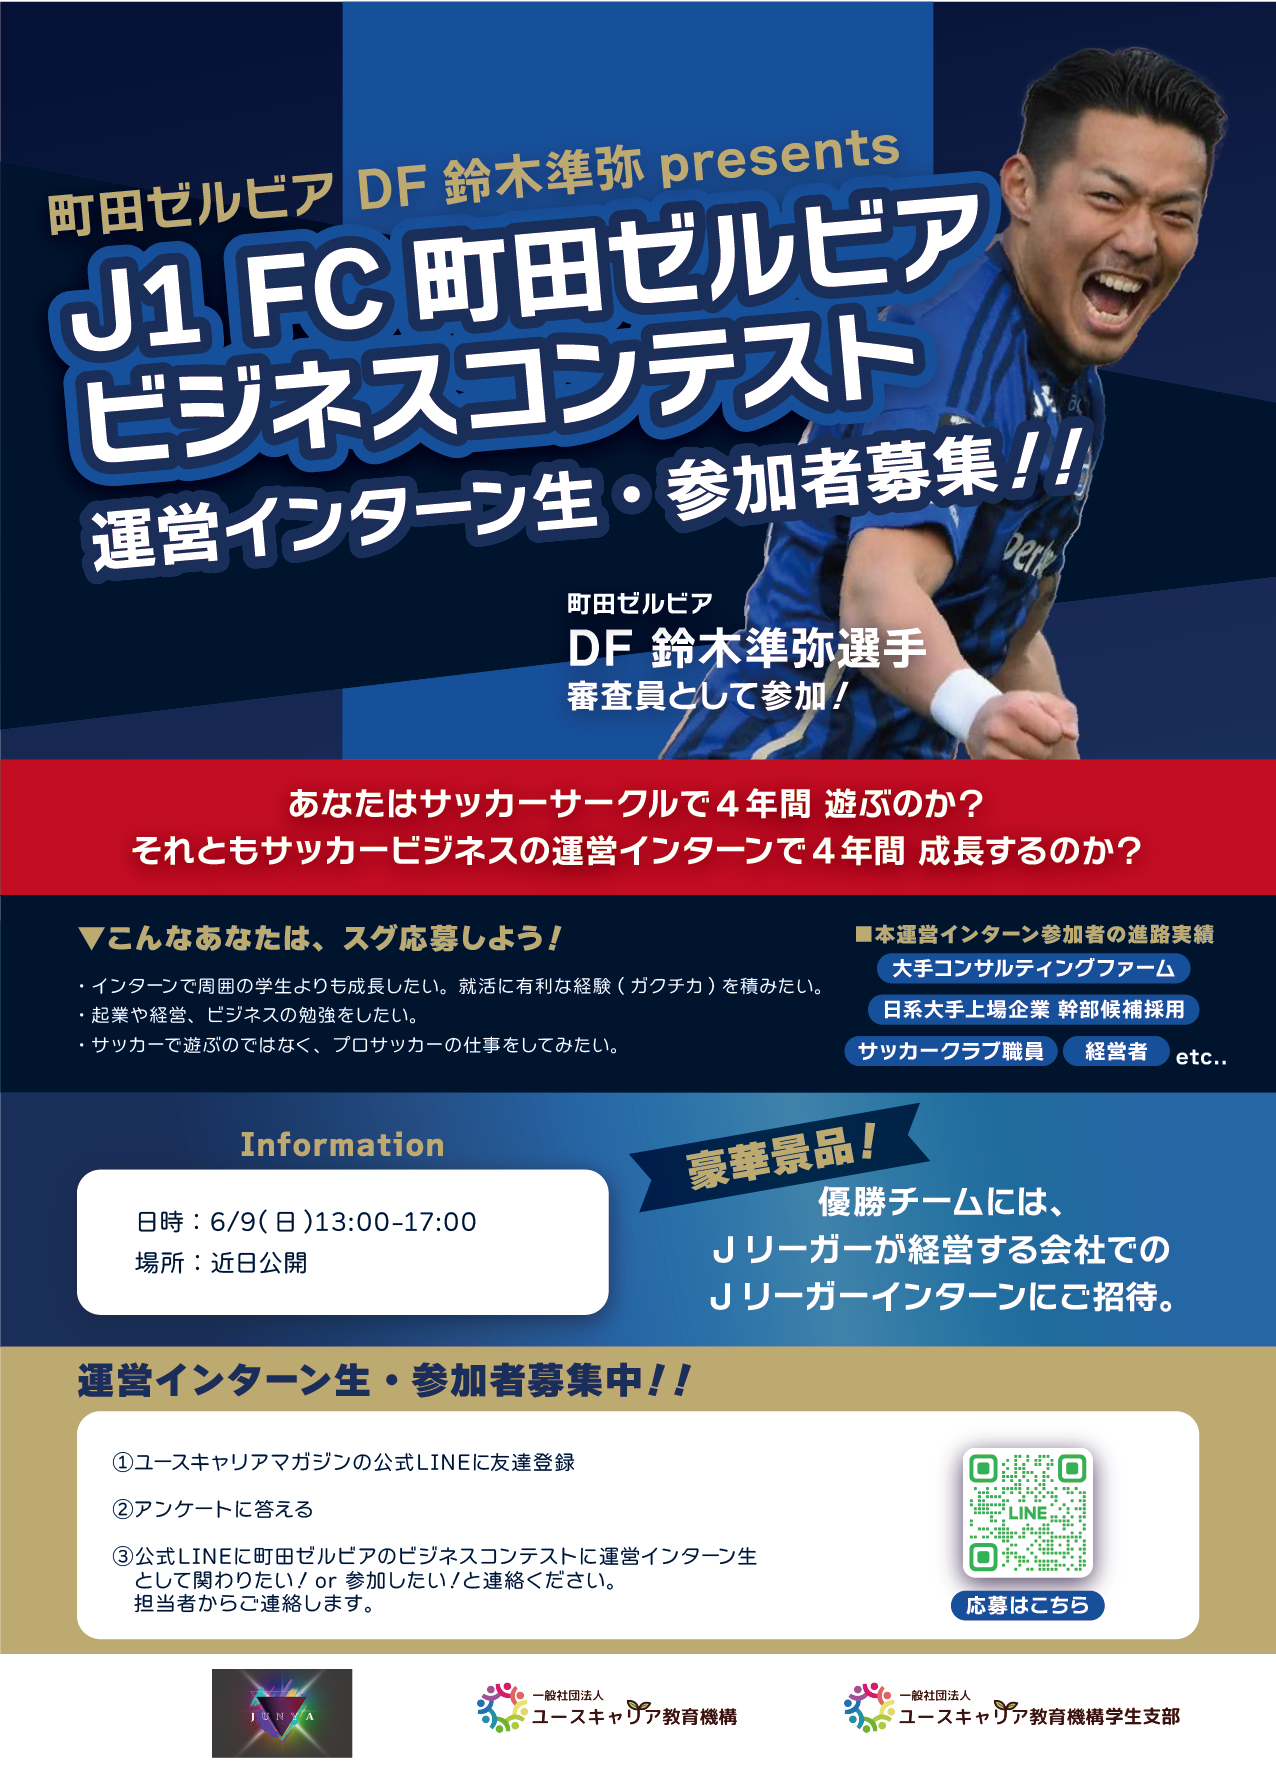 町田ゼルビア DF 鈴木準弥 presents
J1 FC 町田ゼルビア
ビジネスコンテスト
運営インターン生・参加者募集！！
町田ゼルビア
DF 鈴木準弥選手
審査員として参加！
あなたはサッカーサークルで４年間 遊ぶのか？
それともサッカービジネスの運営インターンで４年間 成長するのか？
▼こんなあなたは、スグ応募しよう！
・インターンで周囲の学生よりも成長したい。就活に有利な経験（ガクチカ）を積みたい。
・起業や経営、ビジネスの勉強をしたい。
・サッカーで遊ぶのではなく、プロサッカーの仕事をしてみたい。
■本運営インターン参加者の進路実績
大手コンサルティングファーム
日系大手上場企業 幹部候補採用
サッカークラブ職員 経営者 etc..
Information
日時：6/9(日)13:00-17:00
場所：近日公開
豪華景品！
優勝チームには、
Ｊリーガーが経営する会社での
Ｊリーガーインターンにご招待。
運営インターン生・参加者募集中！！
①ユースキャリアマガジンの公式LINEに友達登録
②アンケートに答える
③公式LINEに町田ゼルビアのビジネスコンテストに運営インターン生
として関わりたい！or 参加したい！と連絡ください。
担当者からご連絡します。
LINE
応募はこちら
JUNYA
一般社団法人
ユースキャリア教育機構
一般社団法人
ユースキャリア教育機構学生支部